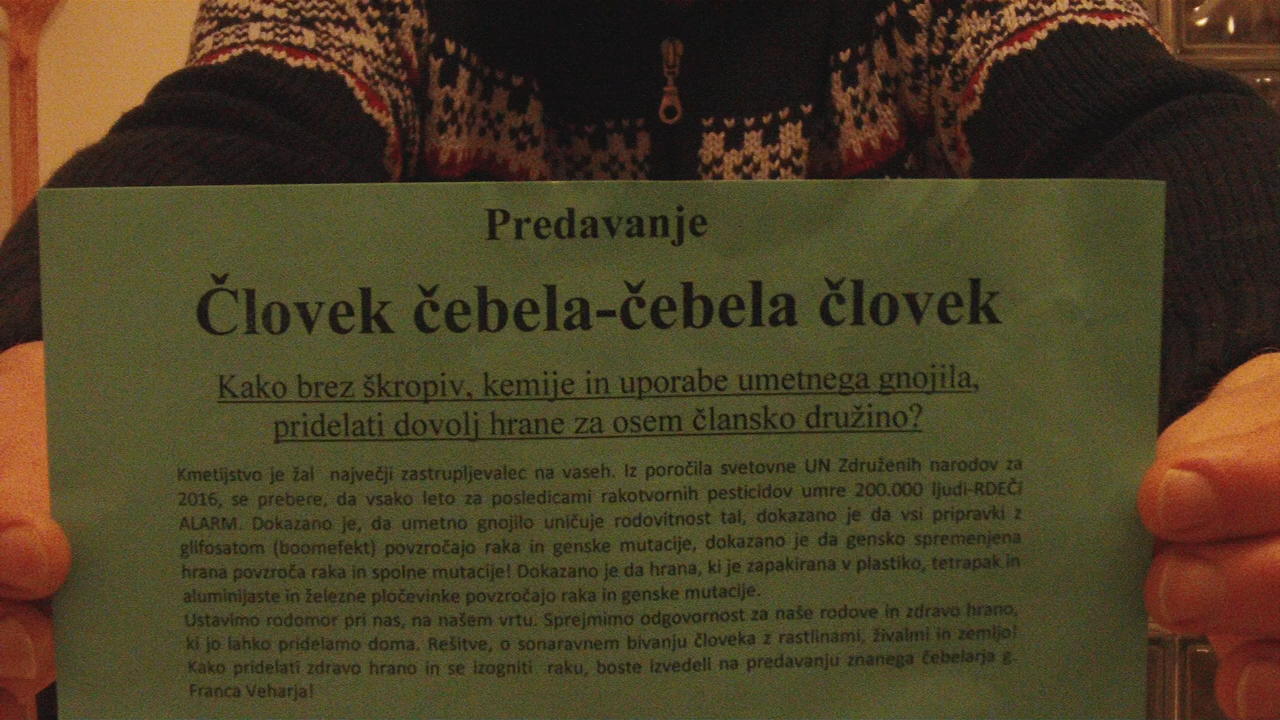 Predavanje
Človek čebela-čebela človek
Kako brez škropiv, kemije in uporabe umetnega gnojila,
pridelati dovolj hrane za osem člansko družino?
Kmetijstvo je žal največji zastrupljevalec na vaseh. Iz poročila svetovne UN Združenih narodov za
2016, se prebere, da vsako leto za posledicami rakotvornih pesticidov umre 200.000 ljudi-RDEČI
ALARM. Dokazano je, da umetno gnojilo uničuje rodovitnost tal, dokazano je da vsi pripravki z
glifosatom (boomefekt) povzročajo raka in genske mutacije, dokazano je da gensko spremenjena
hrana povzroča raka in spolne mutacije! Dokazano je da hrana, ki je zapakirana v plastiko, tetrapak in
aluminijaste in železne pločevinke povzročajo raka in genske mutacije.
Ustavimo rodomor pri nas, na našem vrtu. Sprejmimo odgovornost za naše rodove in zdravo hrano,
ki jo lahko pridelamo doma. Rešitve, o sonaravnem bivanju človeka z rastlinami, živalmi in zemljo!
Kako pridelati zdravo hrano in se izogniti raku, boste izvedeli na predavanju znanega čebelarja g.
Franca Veharja!